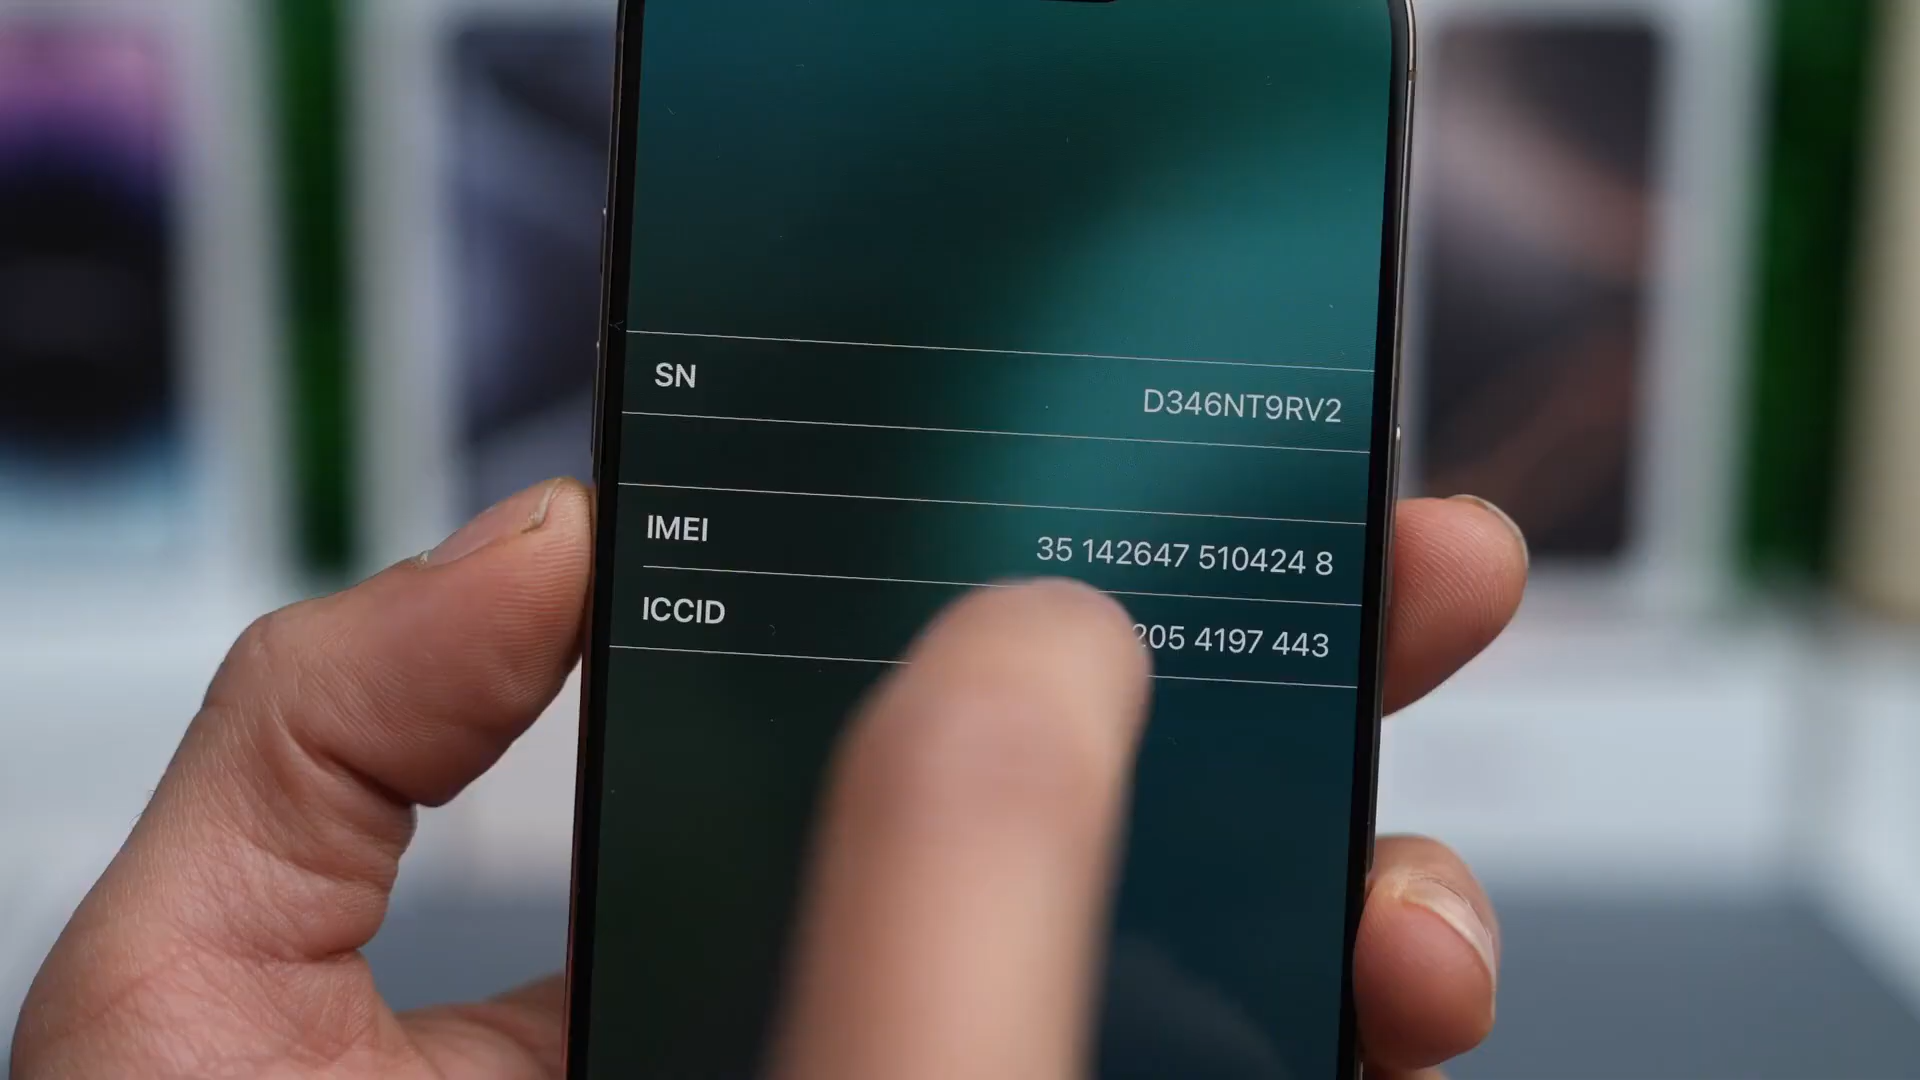 SN
D346NT9RV2
IMEI
35 142647 510424 8
ICCID
205 4197 443